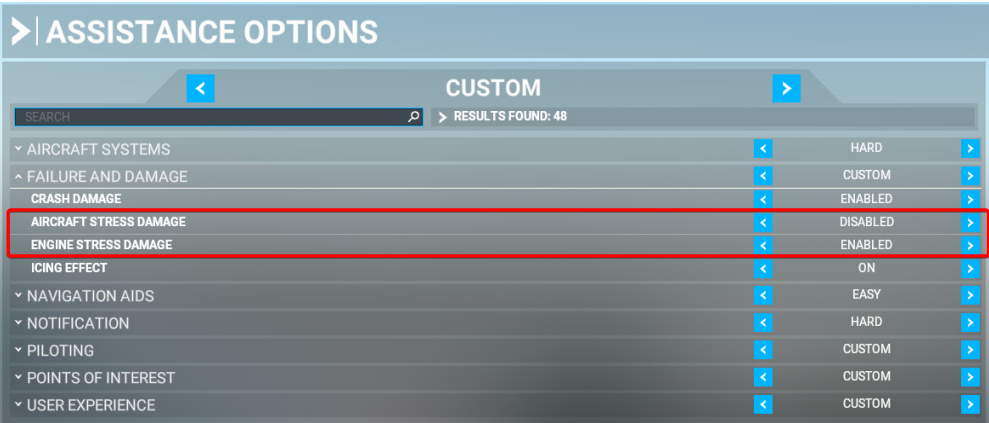 ASSISTANCE OPTIONS
CUSTOM
SEARCH
RESULTS FOUND: 48
AIRCRAFT SYSTEMS HARD
FAILURE AND DAMAGE CUSTOM
CRASH DAMAGE ENABLED
AIRCRAFT STRESS DAMAGE DISABLED
ENGINE STRESS DAMAGE ENABLED
ICING EFFECT ON
NAVIGATION AIDS EASY
NOTIFICATION HARD
PILOTING CUSTOM
POINTS OF INTEREST CUSTOM
USER EXPERIENCE CUSTOM